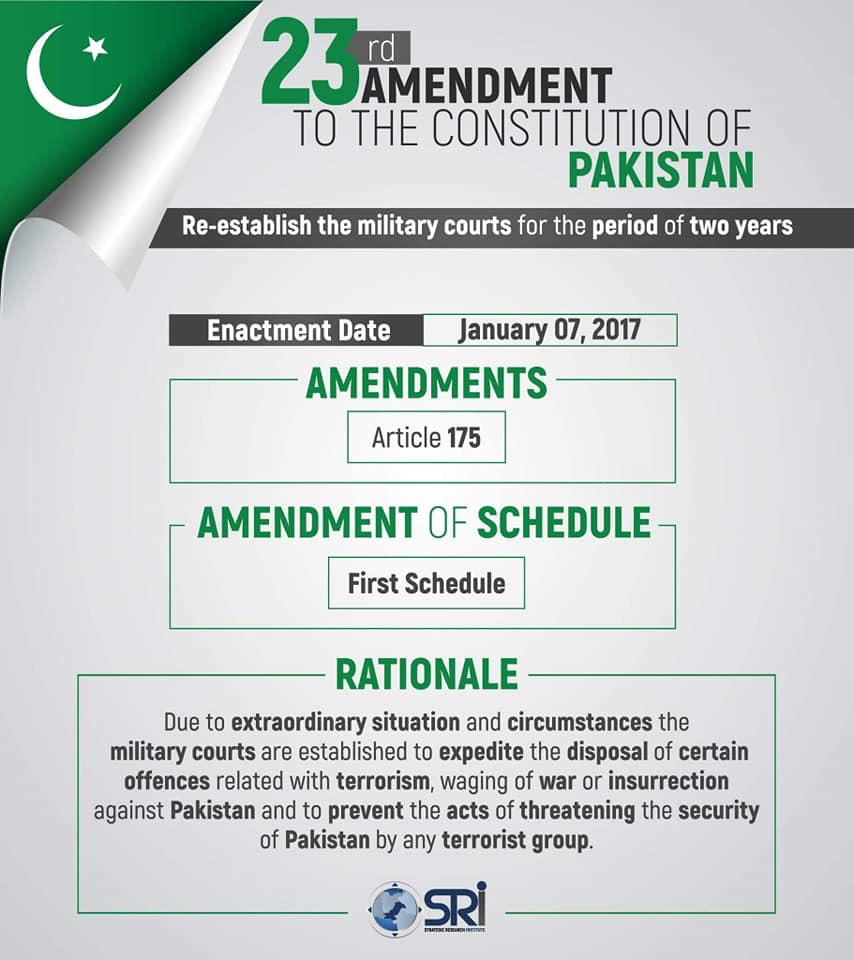 23rd
AMENDMENT
TO THE CONSTITUTION OF
PAKISTAN
Re-establish the military courts for the period of two years
Enactment Date January 07, 2017
AMENDMENTS
Article 175
AMENDMENT OF SCHEDULE
First Schedule
RATIONALE
Due to extraordinary situation and circumstances the
military courts are established to expedite the disposal of certain
offences related with terrorism, waging of war or insurrection
against Pakistan and to prevent the acts of threatening the security
of Pakistan by any terrorist group.
SRi
STRATEGIC RESEARCH INSTITUTE